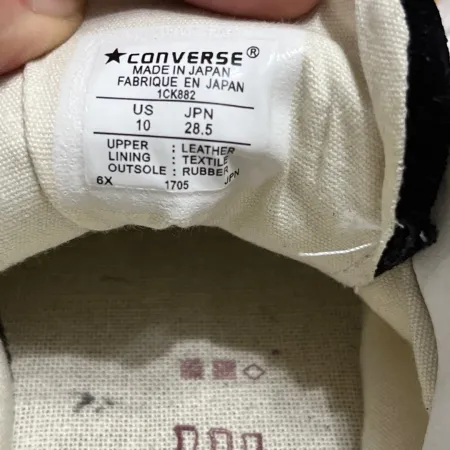 ★CONVERSE®
MADE IN JAPAN
FABRIQUE EN JAPAN
1CK882
US JPN
10 28.5
UPPER : LEATHER
LINING : TEXTILE
OUTSOLE : RUBBER
6X 1705 JPN